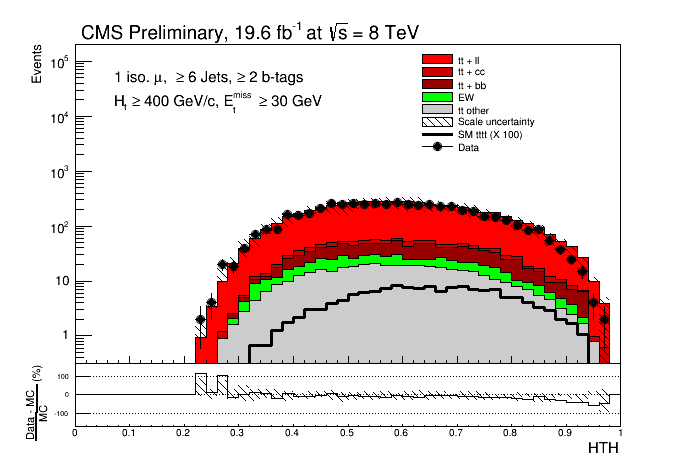 CMS Preliminary, 19.6 fb⁻¹ at √s = 8 TeV
Events
1 iso. μ, ≥ 6 Jets, ≥ 2 b-tags
H_t ≥ 400 GeV/c, E_t^miss ≥ 30 GeV
tt + ll
tt + cc
tt + bb
EW
tt other
Scale uncertainty
SM tttt (X 100)
Data
10⁵
10⁴
10³
10²
10
1
Data - MC
MC
(%)
100
0
-100
0 0.1 0.2 0.3 0.4 0.5 0.6 0.7 0.8 0.9 1
HTH